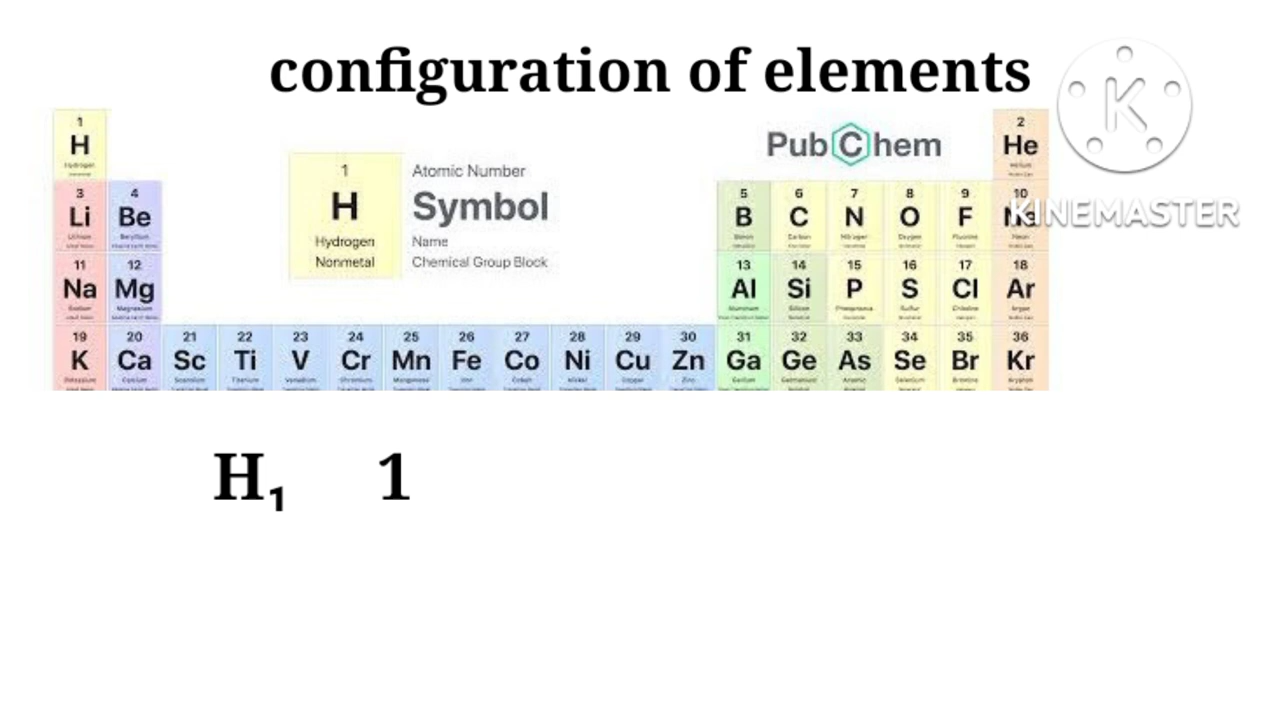 configuration of elements
PubChem
KINEMASTER
1 2
H He
Hydrogen
1 Atomic Number
H Symbol
Hydrogen Name
Nonmetal Chemical Group Block
3 4 5 6 7 8 9 10
Li Be B C N O F Ne
11 12 13 14 15 16 17 18
Na Mg Al Si P S Cl Ar
19 20 21 22 23 24 25 26 27 28 29 30 31 32 33 34 35 36
K Ca Sc Ti V Cr Mn Fe Co Ni Cu Zn Ga Ge As Se Br Kr
H₁ 1